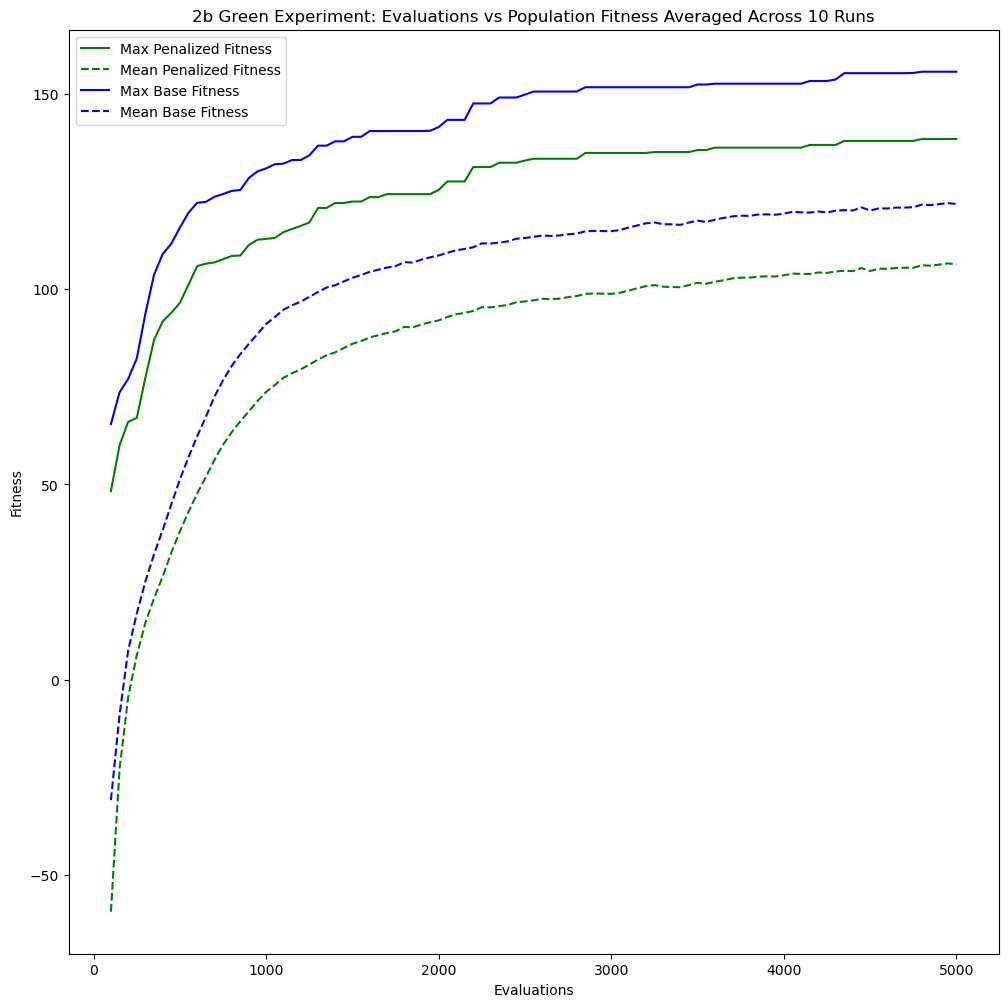 2b Green Experiment: Evaluations vs Population Fitness Averaged Across 10 Runs
Max Penalized Fitness
Mean Penalized Fitness
Max Base Fitness
Mean Base Fitness
150
100
50
0
−50
Fitness
0 1000 2000 3000 4000 5000
Evaluations